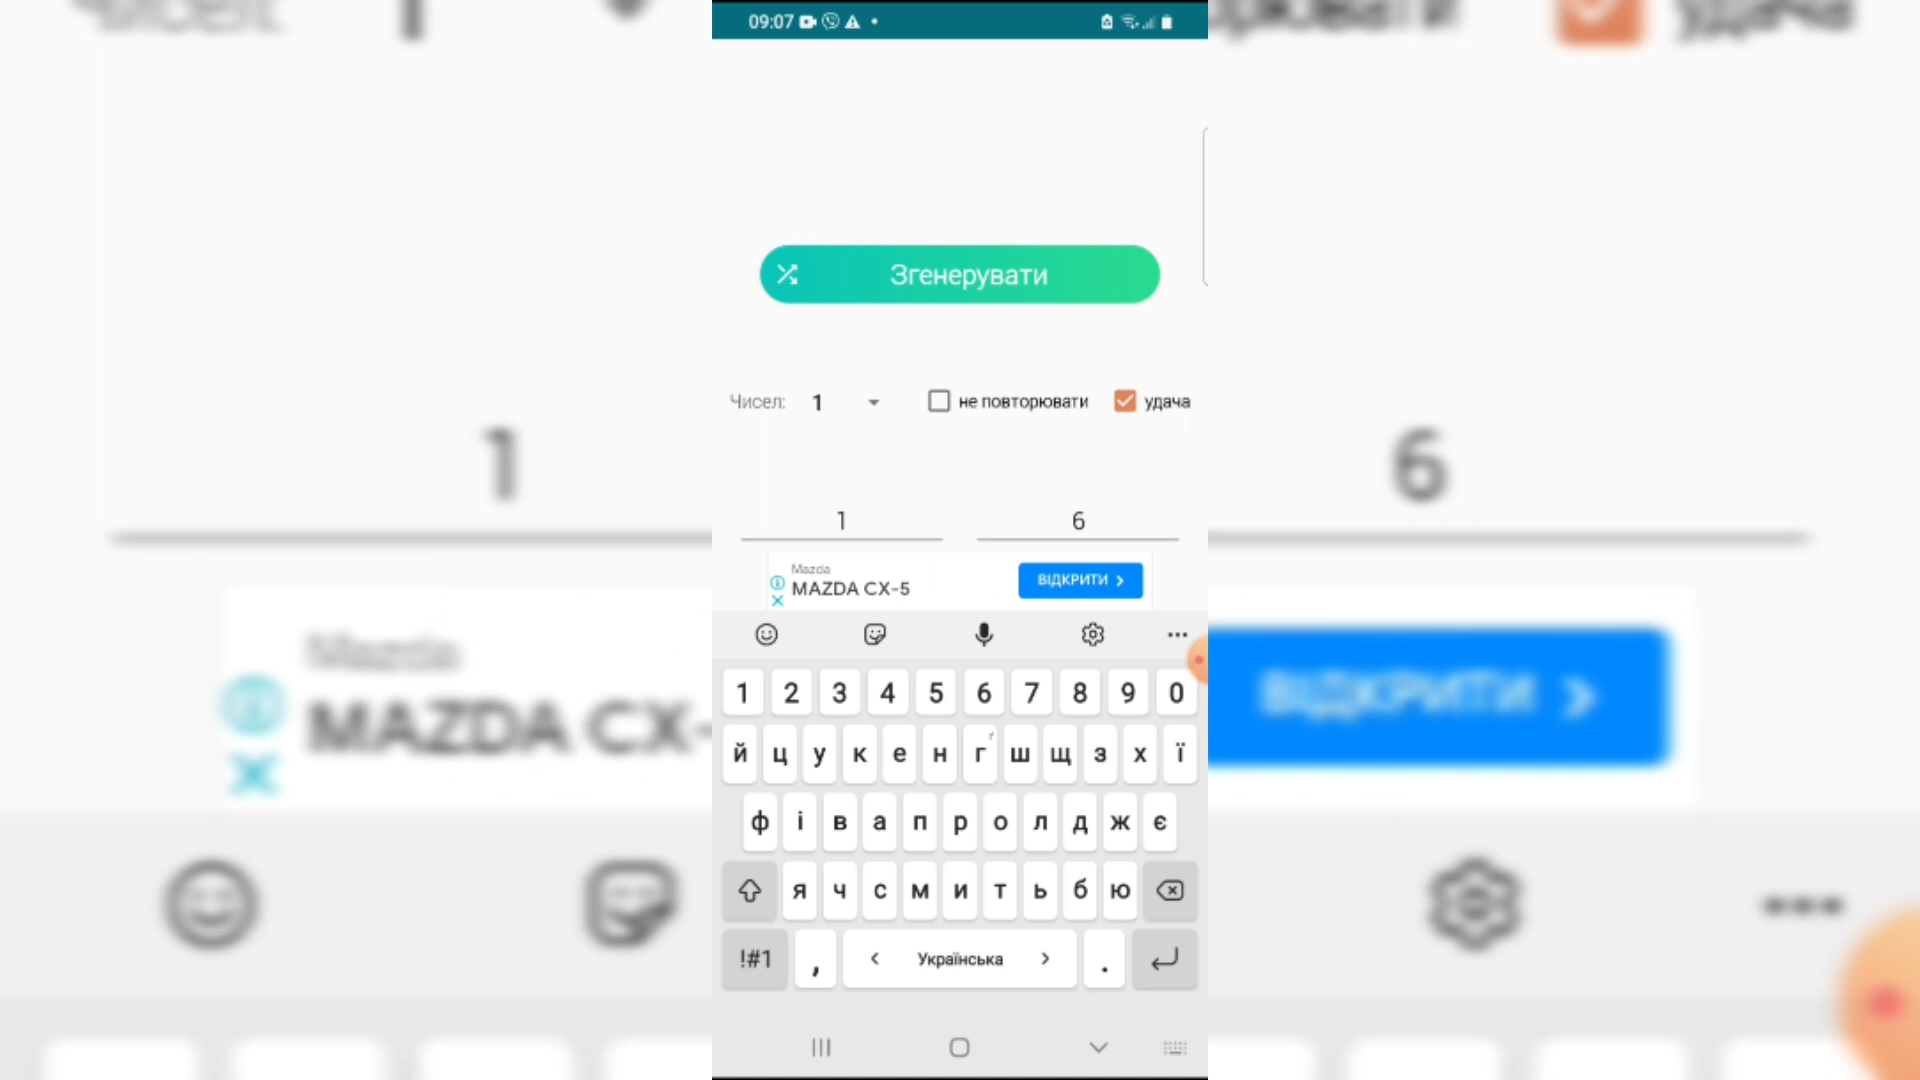 09:07
Згенерувати
Чисел: 1 не повторювати удача
1 6
Mazda
MAZDA CX-5
ВІДКРИТИ
1 2 3 4 5 6 7 8 9 0
й ц у к е н г ґ ш щ з х ї
ф і в а п р о л д ж є
я ч с м и т ь б ю
!#1 , Українська .